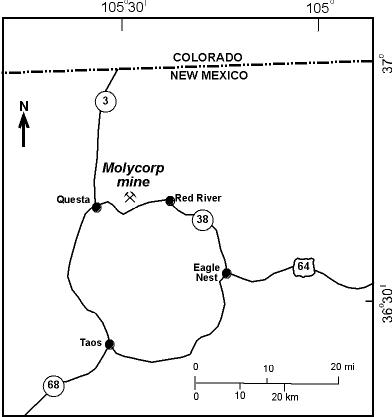 105°30'
105°
COLORADO
NEW MEXICO
37°
N
3
Molycorp
mine
Questa
Red River
38
Eagle
Nest
64
36°30'
Taos
68
0 10 20 mi
0 10 20 km